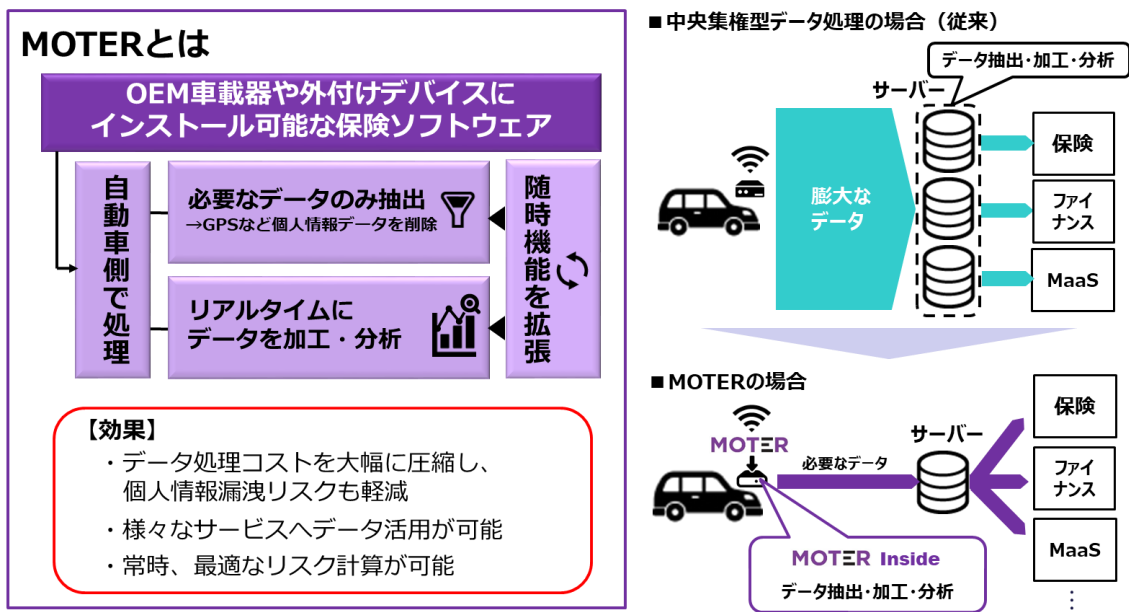 MOTERとは
OEM車載器や外付けデバイスに
インストール可能な保険ソフトウェア
自動車側で処理
必要なデータのみ抽出
→GPSなど個人情報データを削除
リアルタイムに
データを加工・分析
随時機能を拡張
【効果】
・データ処理コストを大幅に圧縮し、
個人情報漏洩リスクも軽減
・様々なサービスへデータ活用が可能
・常時、最適なリスク計算が可能
■中央集権型データ処理の場合（従来）
データ抽出・加工・分析
サーバー
膨大な
データ
保険
ファイ
ナンス
MaaS
■MOTERの場合
MOTER
必要なデータ
サーバー
保険
ファイ
ナンス
MaaS
⋮
MOTER Inside
データ抽出・加工・分析